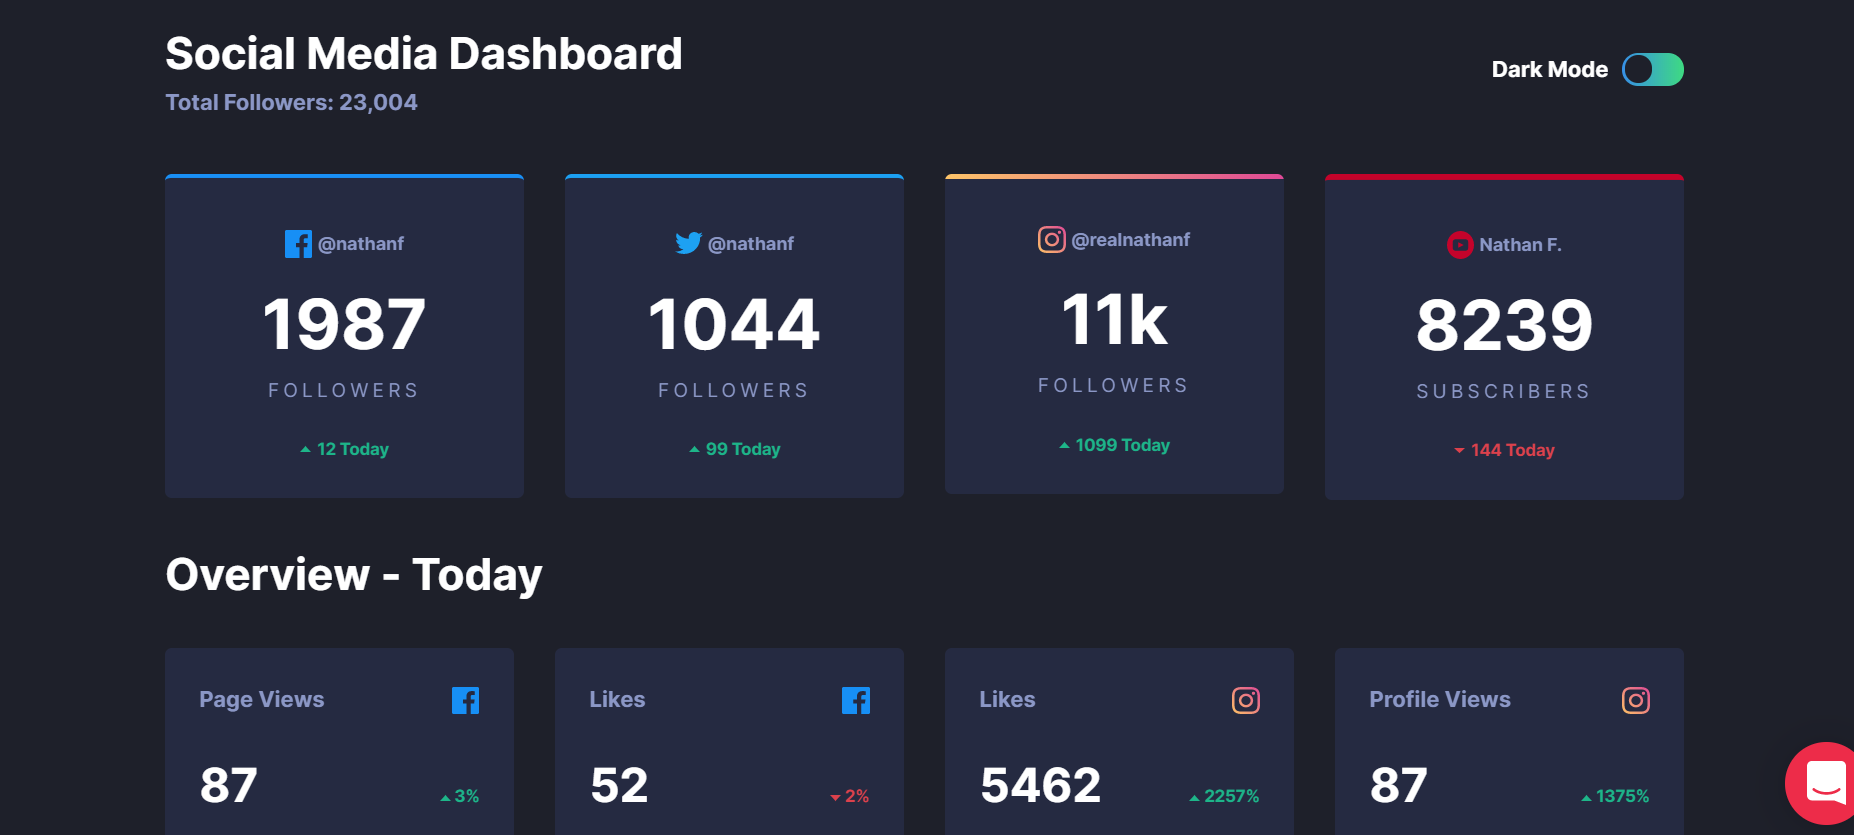 Social Media Dashboard
Total Followers: 23,004
Dark Mode
@nathanf
1987
FOLLOWERS
12 Today
@nathanf
1044
FOLLOWERS
99 Today
@realnathanf
11k
FOLLOWERS
1099 Today
Nathan F.
8239
SUBSCRIBERS
144 Today
Overview - Today
Page Views
87
3%
Likes
52
2%
Likes
5462
2257%
Profile Views
87
1375%